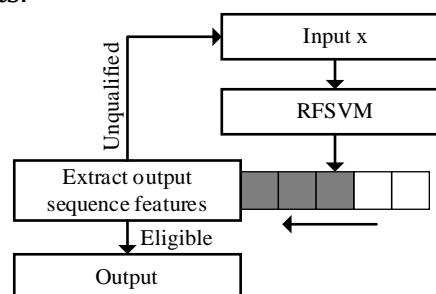 Input x
RFSVM
Unqualified
Extract output
sequence features
Eligible
Output